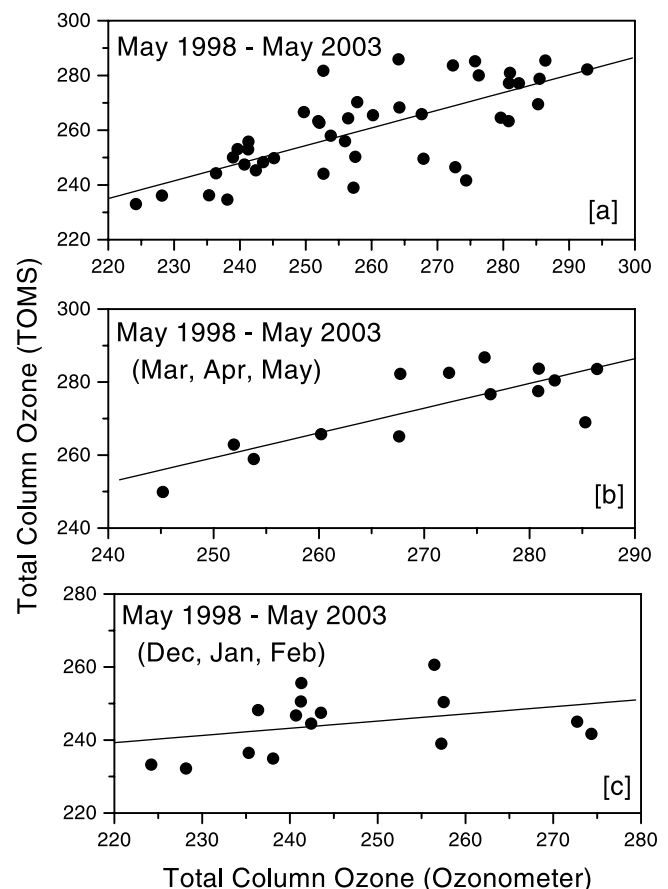 Total Column Ozone (TOMS)
May 1998 - May 2003
[a]
300
280
260
240
220
220 230 240 250 260 270 280 290 300
May 1998 - May 2003
(Mar, Apr, May)
[b]
300
280
260
240
240 250 260 270 280 290
May 1998 - May 2003
(Dec, Jan, Feb)
[c]
280
260
240
220
220 230 240 250 260 270 280
Total Column Ozone (Ozonometer)